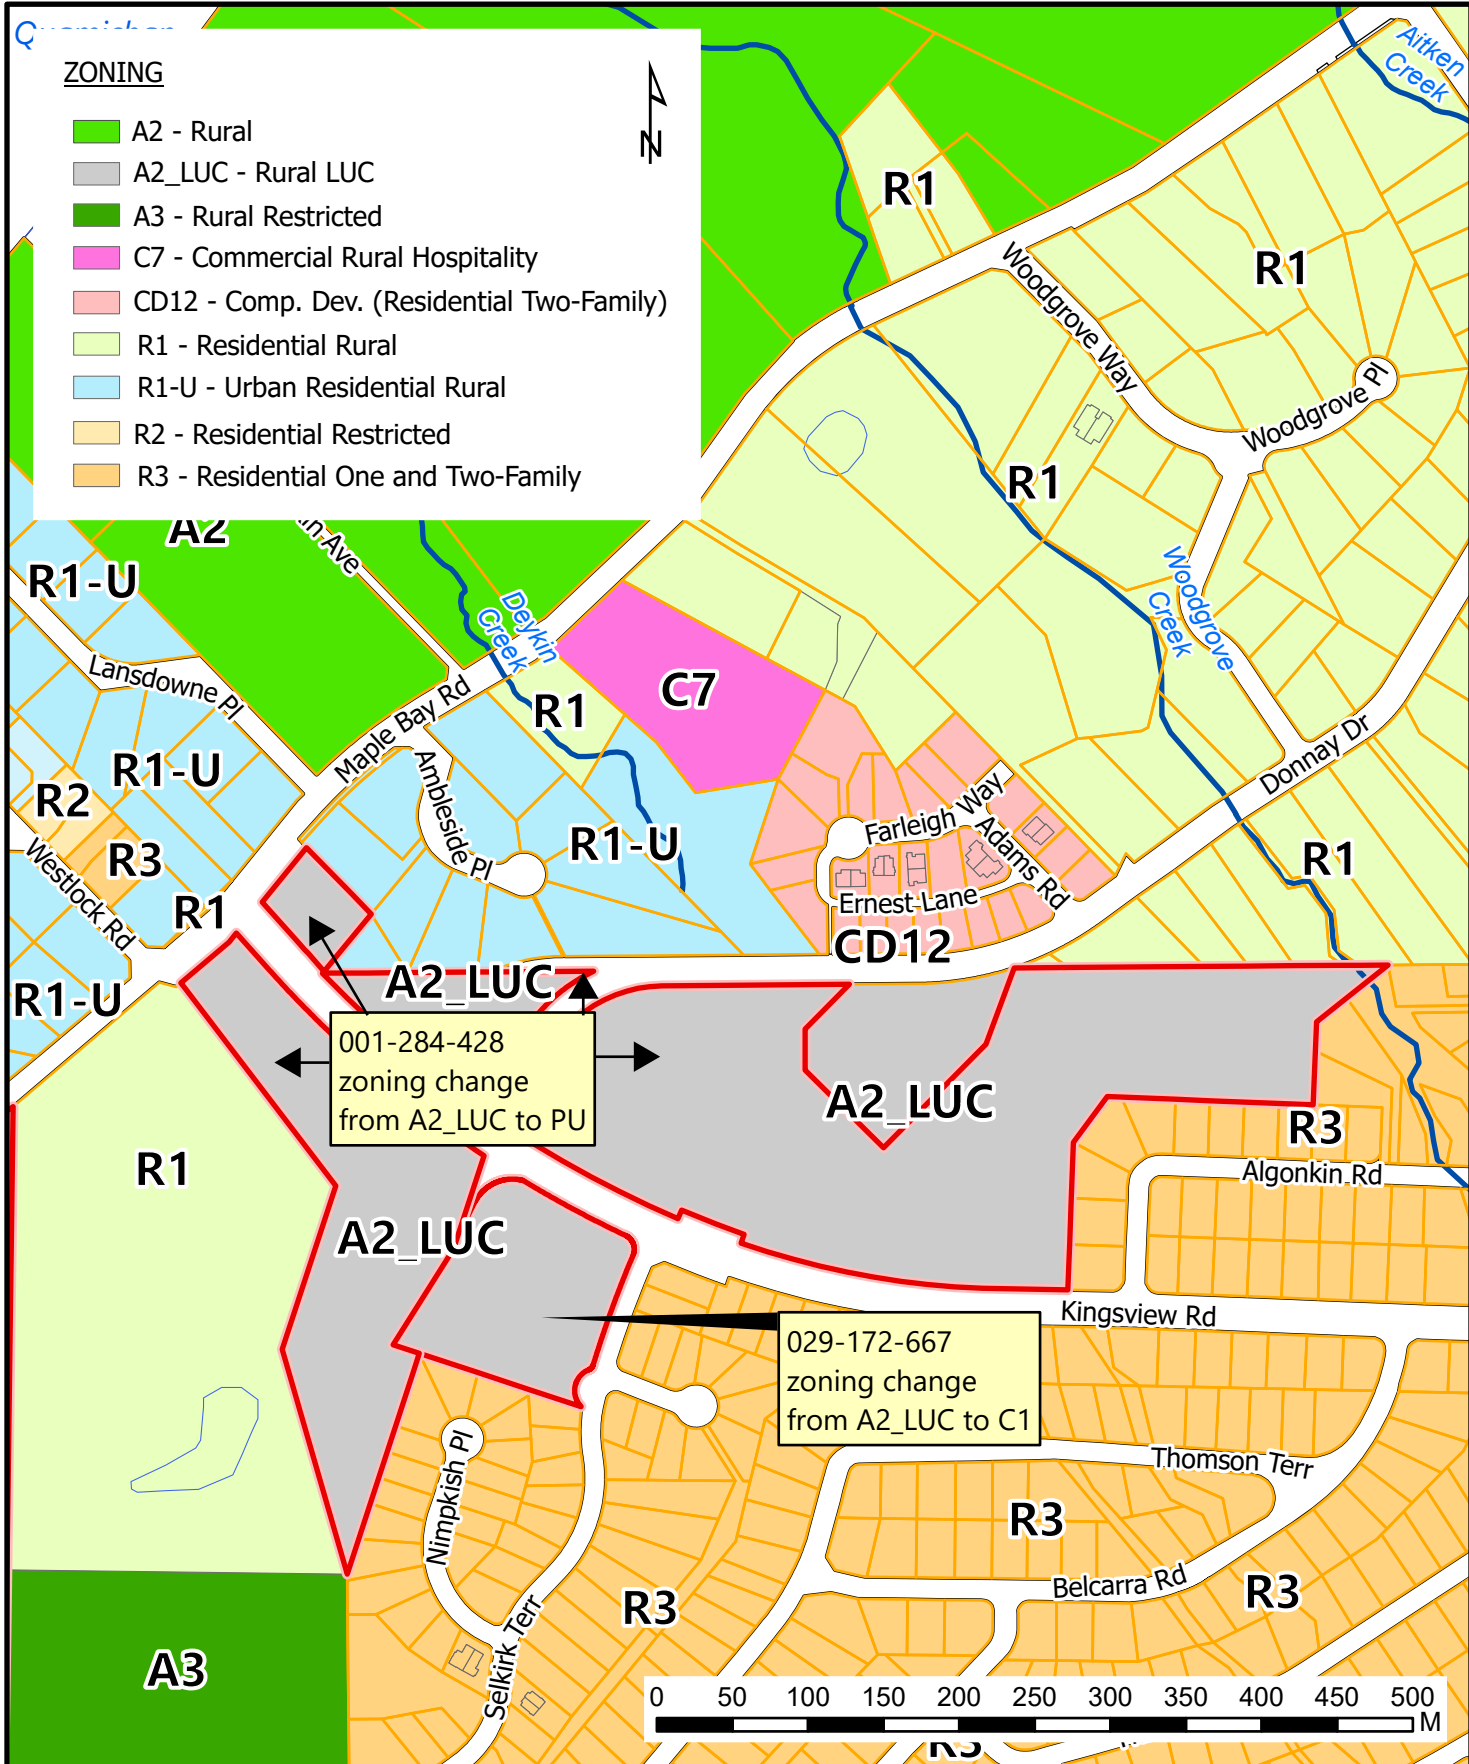 ZONING
N
A2 - Rural
A2_LUC - Rural LUC
A3 - Rural Restricted
C7 - Commercial Rural Hospitality
CD12 - Comp. Dev. (Residential Two-Family)
R1 - Residential Rural
R1-U - Urban Residential Rural
R2 - Residential Restricted
R3 - Residential One and Two-Family
Aitken
Creek
R1
R1
Woodgrove Way
Woodgrove Pl
R1
A2
Ave
R1-U
Woodgrove
Creek
Deykin
Creek
Lansdowne Pl
C7
R1
Maple Bay Rd
Donnay Dr
R1-U
Ambleside Pl
R2
Farleigh Way
Adams Rd
R1-U
R3
R1
Westlock Rd
Ernest Lane
R1
CD12
A2_LUC
R1-U
001-284-428
zoning change
from A2_LUC to PU
A2_LUC
R3
R1
Algonkin Rd
A2_LUC
Kingsview Rd
029-172-667
zoning change
from A2_LUC to C1
Nimpkish Pl
Thomson Terr
R3
Belcarra Rd
R3
R3
Selkirk Terr
A3
0 50 100 150 200 250 300 350 400 450 500
M
R3